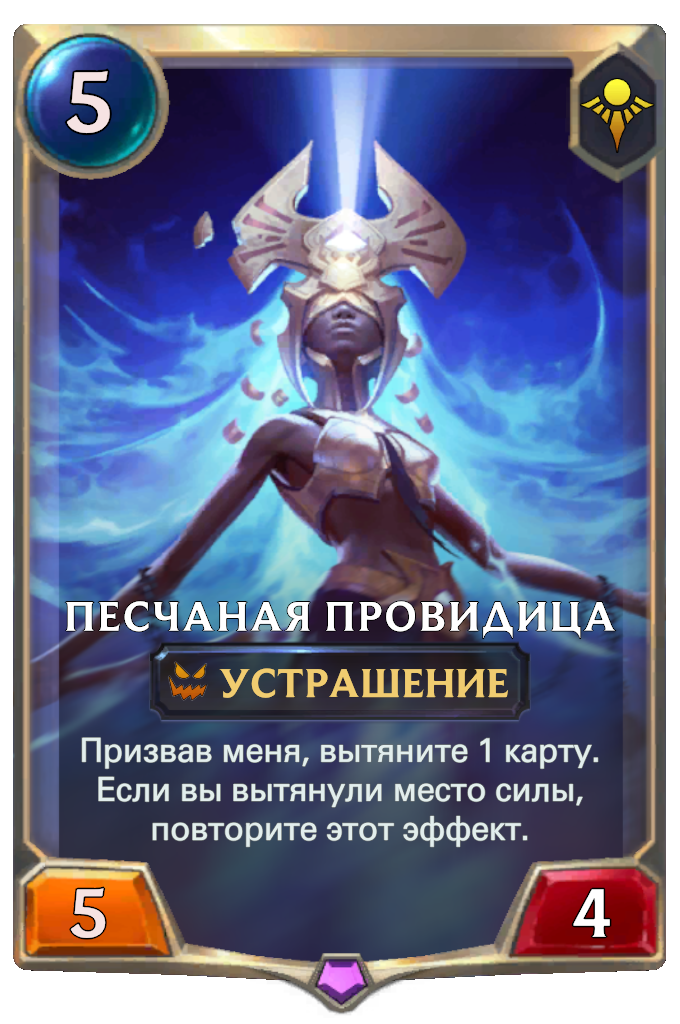 5
ПЕСЧАНАЯ ПРОВИДИЦА
УСТРАШЕНИЕ
Призвав меня, вытяните 1 карту.
Если вы вытянули место силы,
повторите этот эффект.
5
4